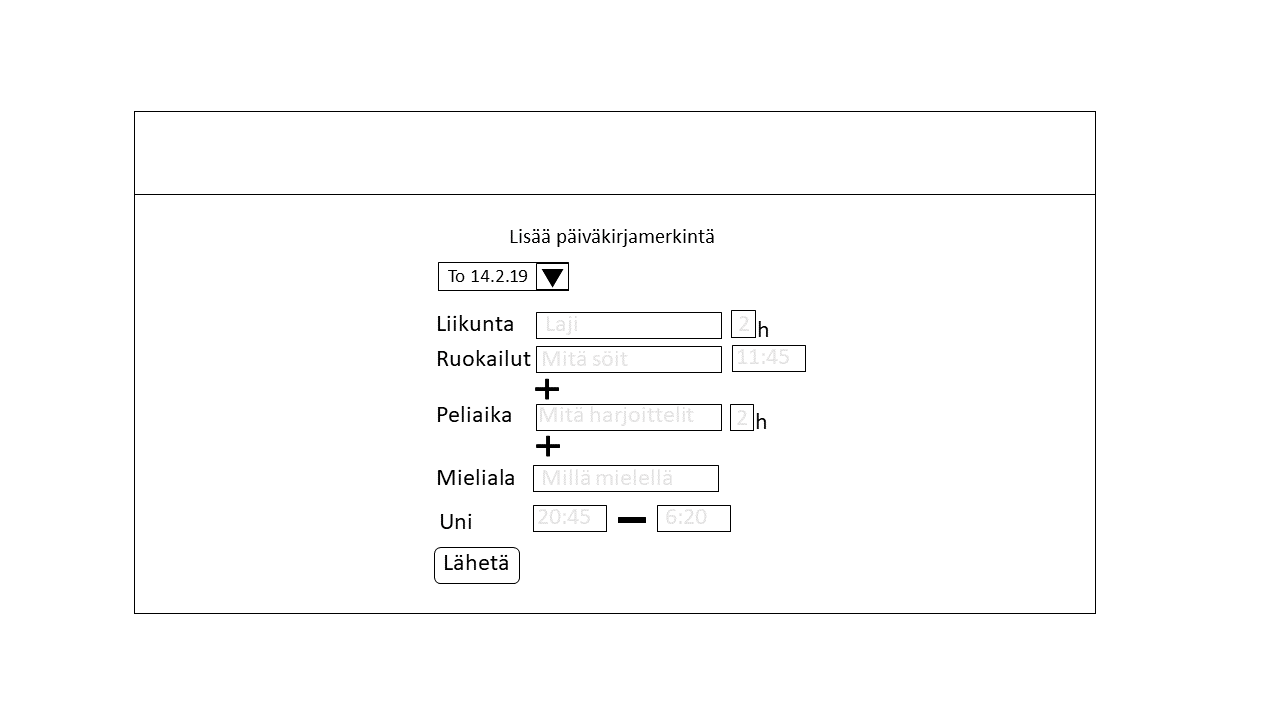 Lisää päiväkirjamerkintä
To 14.2.19
Liikunta Laji 2 h
Ruokailut Mitä söit 11:45
+
Peliaika Mitä harjoittelit 2 h
+
Mieliala Millä mielellä
Uni 20:45 – 6:20
Lähetä